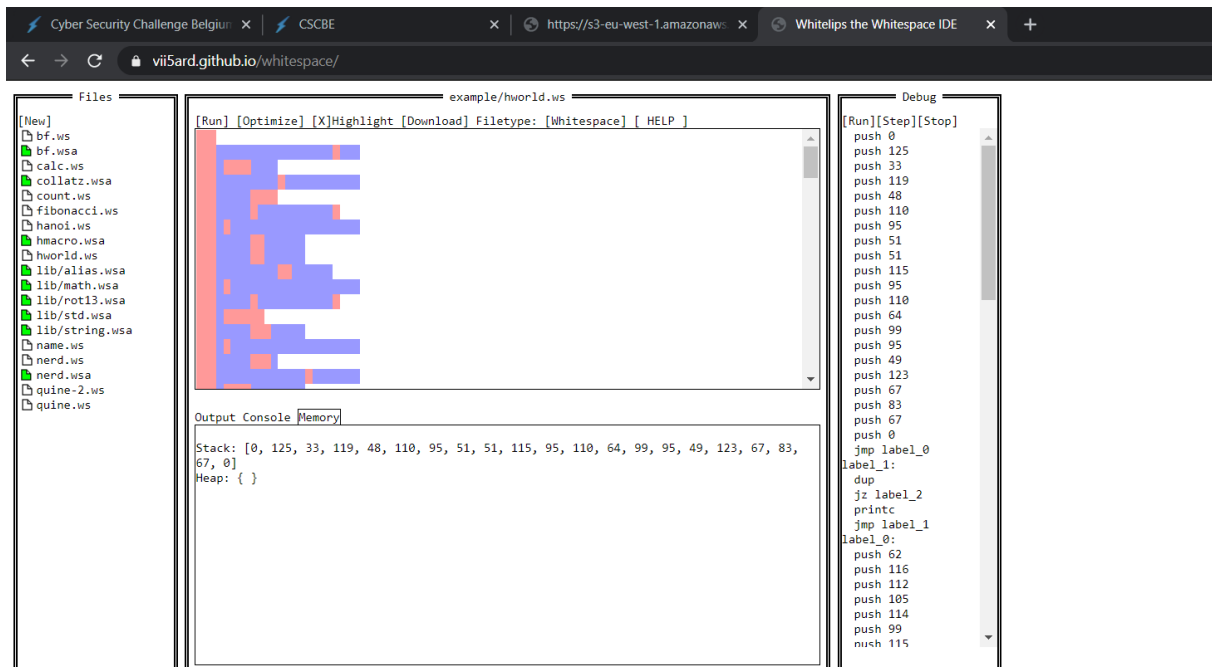 Cyber Security Challenge Belgium
CSCBE
https://s3-eu-west-1.amazonaws.
Whitelips the Whitespace IDE
vii5ard.github.io/whitespace/
Files
[New]
bf.ws
bf.wsa
calc.ws
collatz.wsa
count.ws
fibonacci.ws
hanoi.ws
hmacro.wsa
hworld.ws
lib/alias.wsa
lib/math.wsa
lib/rot13.wsa
lib/std.wsa
lib/string.wsa
name.ws
nerd.ws
nerd.wsa
quine-2.ws
quine.ws
example/hworld.ws
[Run] [Optimize] [X]Highlight [Download] Filetype: [Whitespace] [ HELP ]
Output Console Memory
Stack: [0, 125, 33, 119, 48, 110, 95, 51, 51, 115, 95, 110, 64, 99, 95, 49, 123, 67, 83,
67, 0]
Heap: { }
Debug
[Run][Step][Stop]
push 0
push 125
push 33
push 119
push 48
push 110
push 95
push 51
push 51
push 115
push 95
push 110
push 64
push 99
push 95
push 49
push 123
push 67
push 83
push 67
push 0
jmp label_0
label_1:
dup
jz label_2
printc
jmp label_1
label_0:
push 62
push 116
push 112
push 105
push 114
push 99
push 115